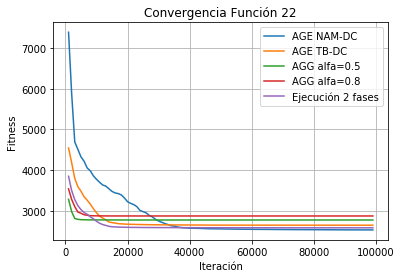 Convergencia Función 22
AGE NAM-DC
AGE TB-DC
AGG alfa=0.5
AGG alfa=0.8
Ejecución 2 fases
7000
6000
5000
4000
3000
Fitness
0 20000 40000 60000 80000 100000
Iteración